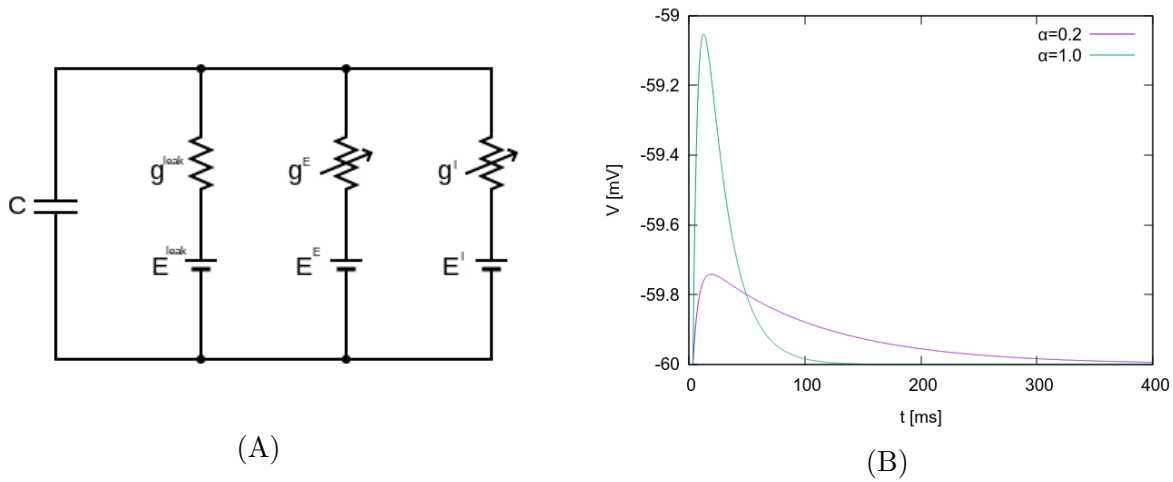 C
g^leak
g^E
g^I
E^leak
E^E
E^I
(A)
V [mV]
-59
-59.2
-59.4
-59.6
-59.8
-60
0 100 200 300 400
t [ms]
α=0.2
α=1.0
(B)